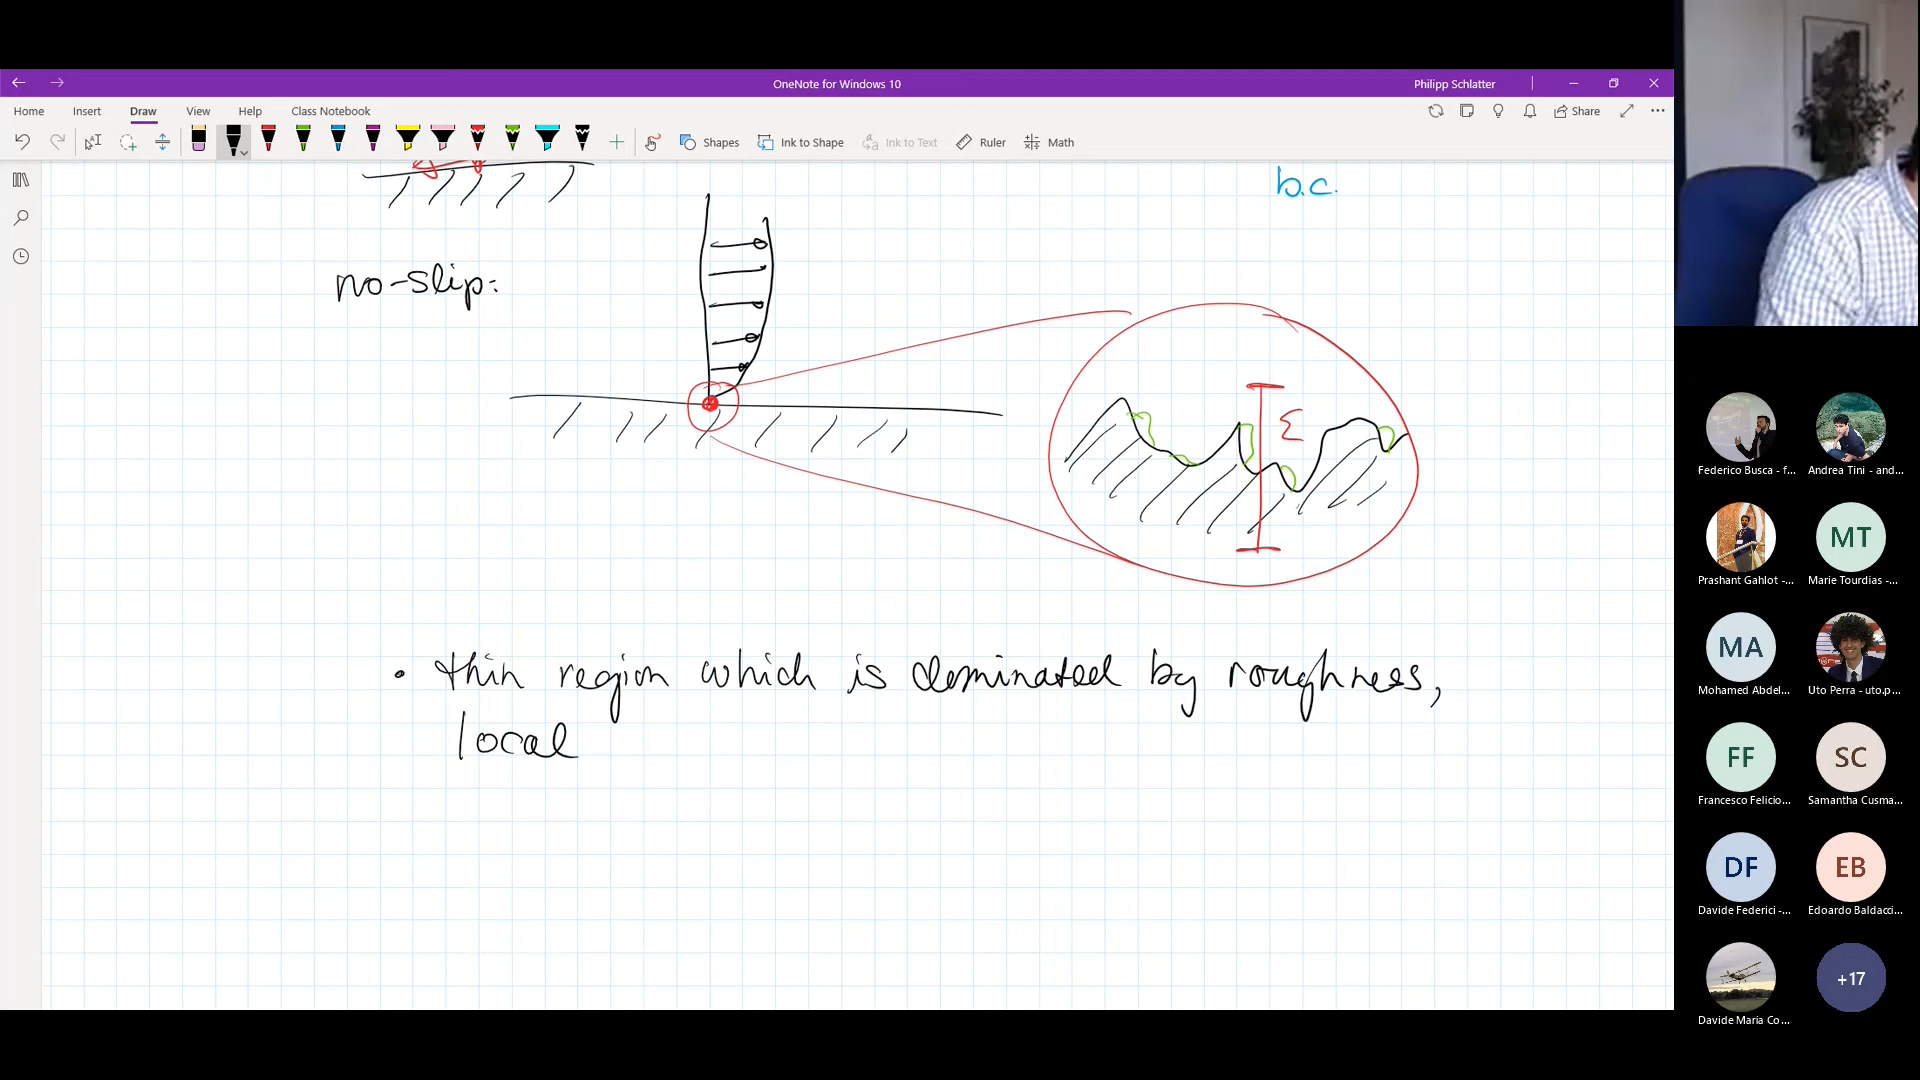 OneNote for Windows 10
Philipp Schlatter
Home Insert Draw View Help Class Notebook
Share
Shapes Ink to Shape Ink to Text Ruler Math
b.c.
no-slip:
ε
• thin region which is dominated by roughness,
local
Federico Busca - f...
Andrea Tini - and...
Prashant Gahlot -...
MT
Marie Tourdias -...
MA
Mohamed Abdel...
Uto Perra - uto.p...
FF
Francesco Felicio...
SC
Samantha Cusma...
DF
Davide Federici -...
EB
Edoardo Baldacci...
Davide Maria Co...
+17